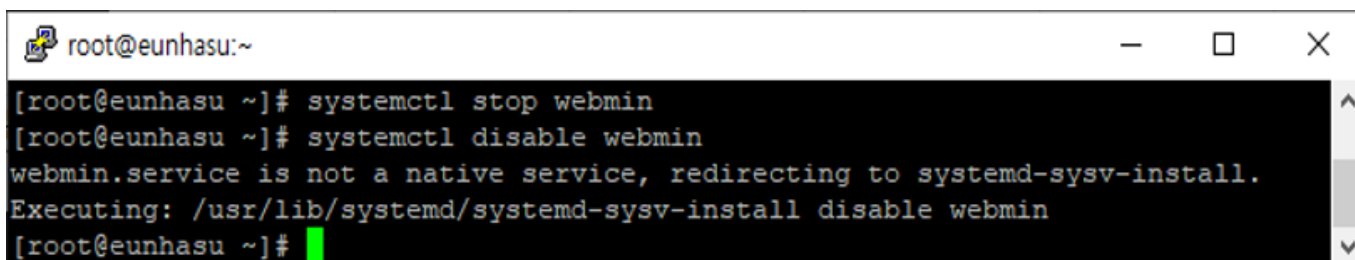 root@eunhasu:~
[root@eunhasu ~]# systemctl stop webmin
[root@eunhasu ~]# systemctl disable webmin
webmin.service is not a native service, redirecting to systemd-sysv-install.
Executing: /usr/lib/systemd/systemd-sysv-install disable webmin
[root@eunhasu ~]#